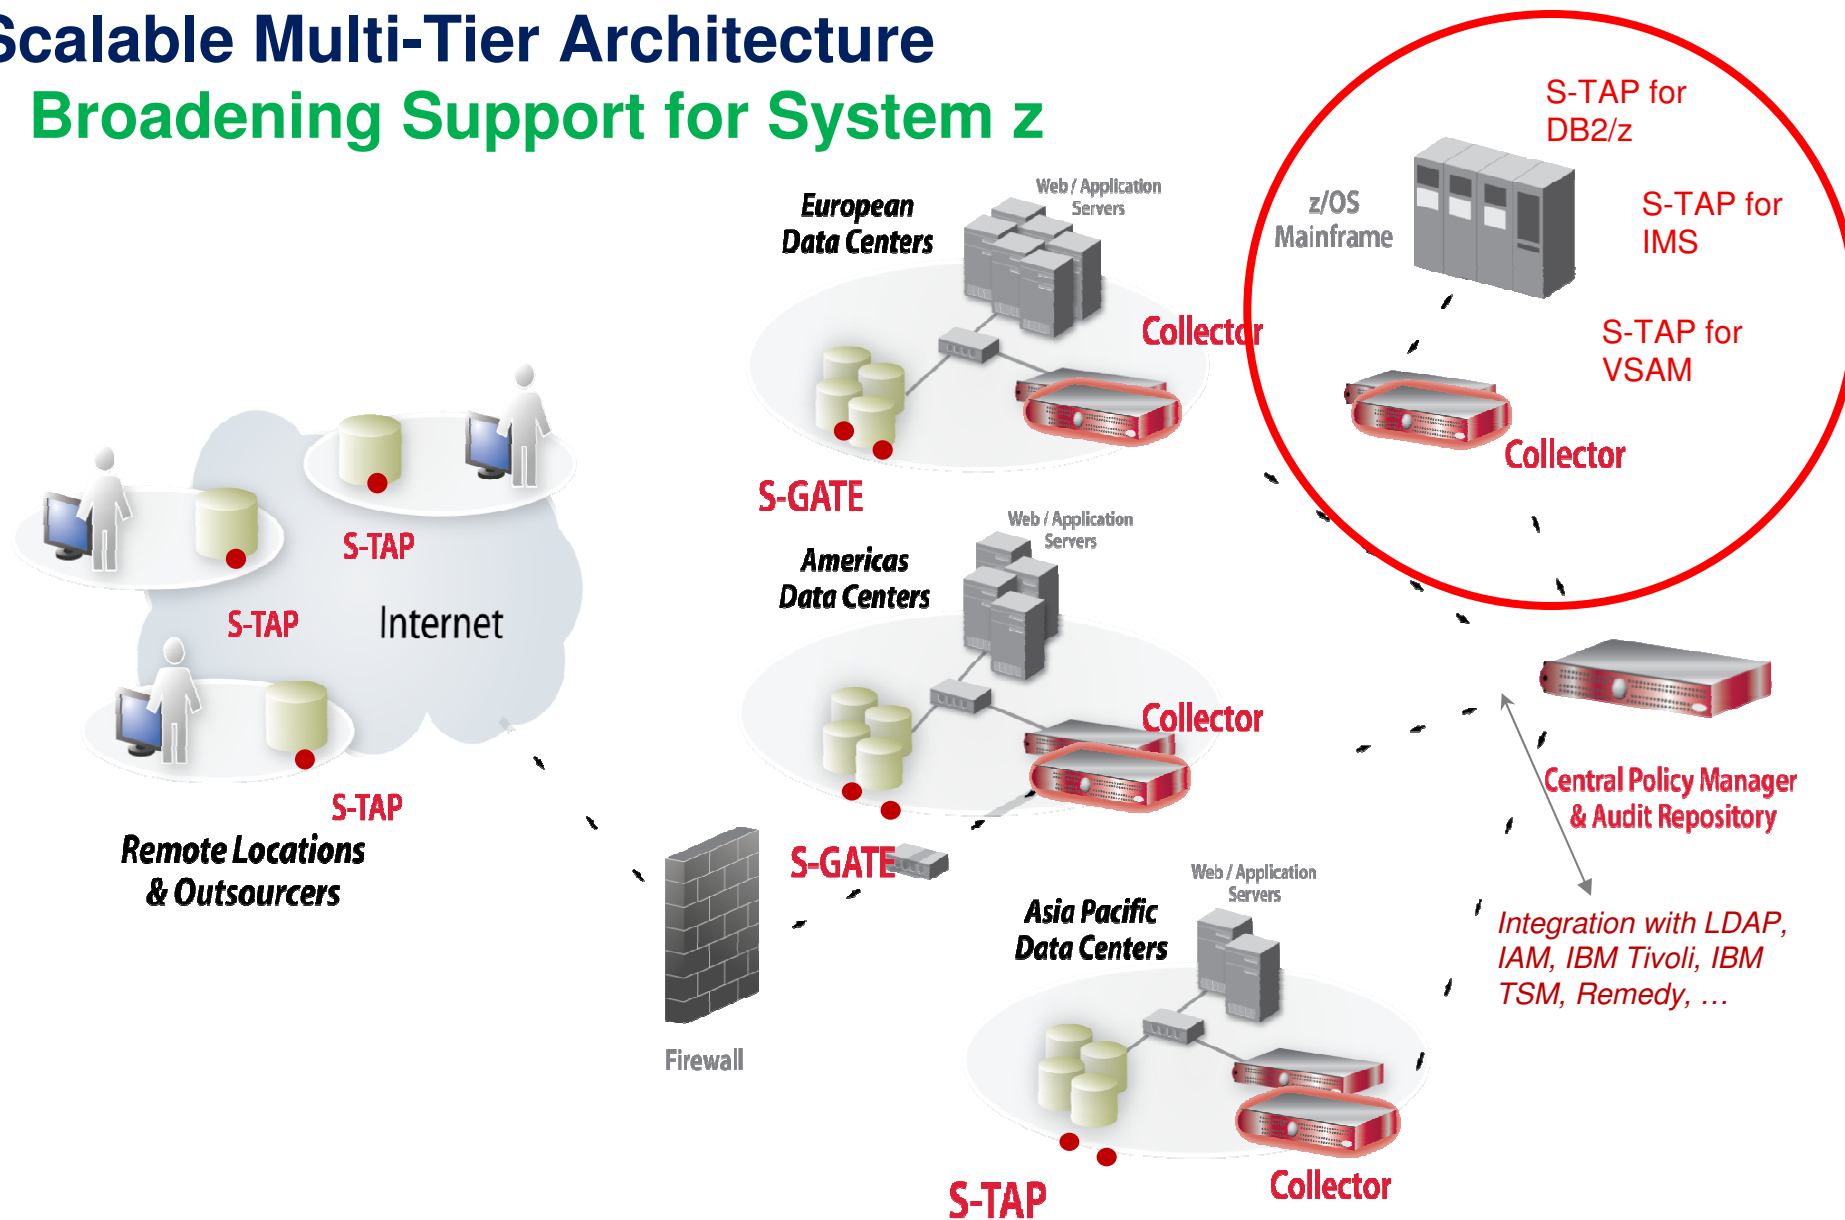 Scalable Multi-Tier Architecture
Broadening Support for System z
S-TAP for
DB2/z
z/OS
Mainframe
S-TAP for
IMS
S-TAP for
VSAM
Collector
European
Data Centers
Web / Application
Servers
Collector
S-GATE
S-TAP
S-TAP
Internet
S-TAP
Remote Locations
& Outsourcers
Americas
Data Centers
Web / Application
Servers
Collector
S-GATE
Firewall
Asia Pacific
Data Centers
Web / Application
Servers
S-TAP
Collector
Central Policy Manager
& Audit Repository
Integration with LDAP,
IAM, IBM Tivoli, IBM
TSM, Remedy, …